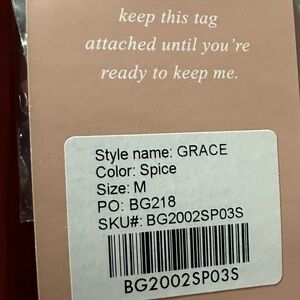 keep this tag
attached until you're
ready to keep me.
Style name: GRACE
Color: Spice
Size: M
PO: BG218
SKU#: BG2002SP03S
BG2002SP03S